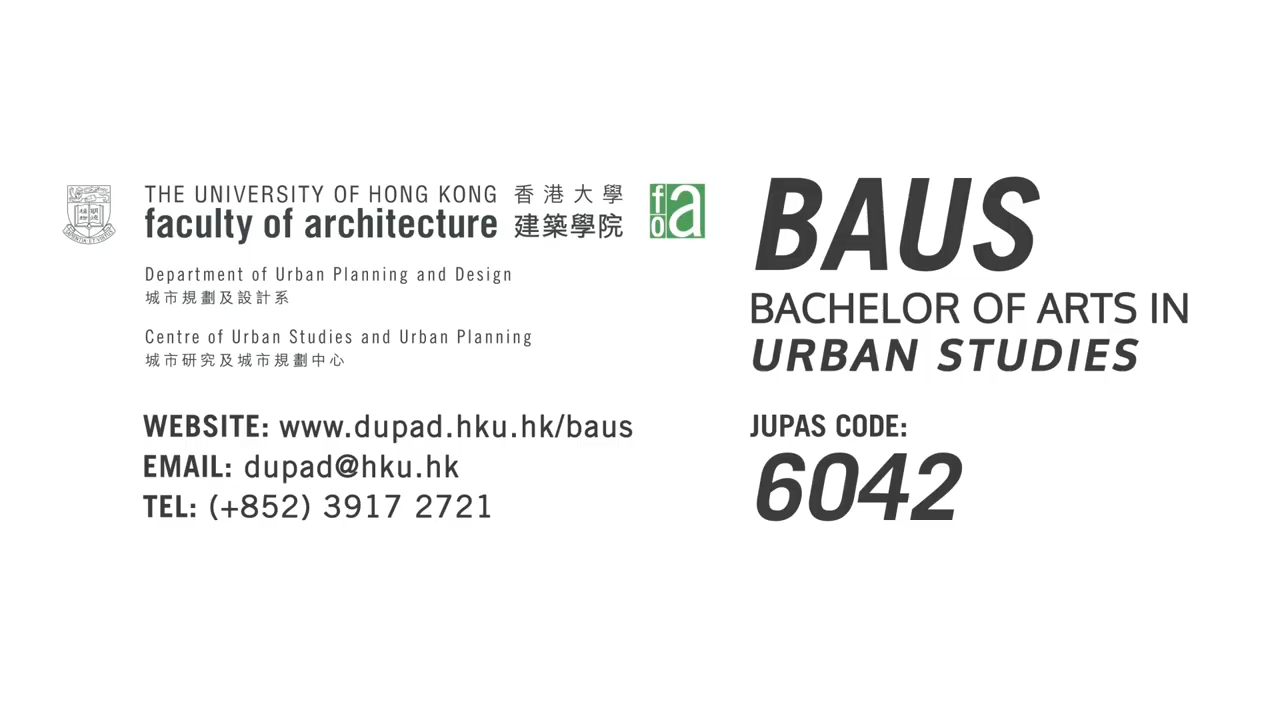 THE UNIVERSITY OF HONG KONG 香港大學
faculty of architecture 建築學院
foa
Department of Urban Planning and Design
城市規劃及設計系
Centre of Urban Studies and Urban Planning
城市研究及城市規劃中心
WEBSITE: www.dupad.hku.hk/baus
EMAIL: dupad@hku.hk
TEL: (+852) 3917 2721
BAUS
BACHELOR OF ARTS IN
URBAN STUDIES
JUPAS CODE:
6042